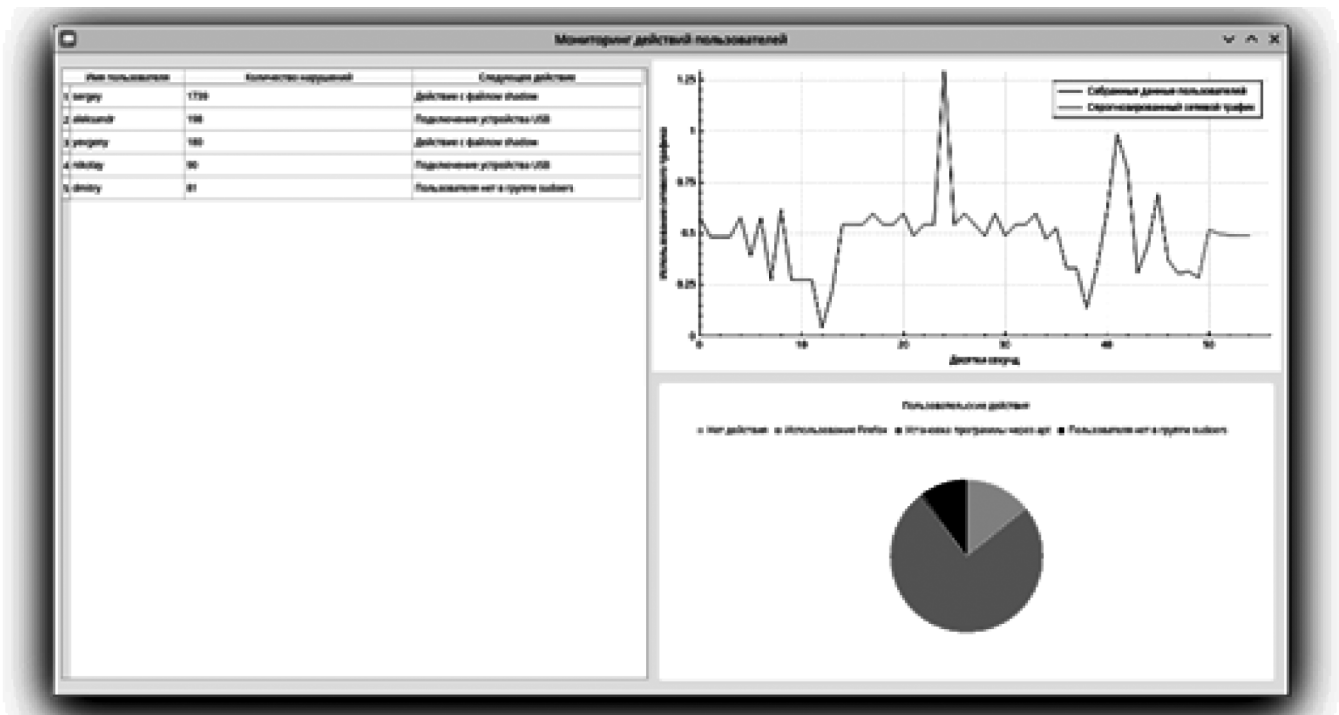 Мониторинг действий пользователей
Имя пользователя Количество нарушений Следующее действие
1 sergey 1739 Действие с файлом shadow
2 aleksandr 198 Подключение устройства USB
3 yevgeny 180 Действие с файлом shadow
4 nikolay 90 Подключение устройства USB
5 dmitry 81 Пользователя нет в группе sudoers
Использование сетевого трафика
1.25
1
0.75
0.5
0.25
0
Собранные данные пользователей
Спрогнозированный сетевой трафик
0 10 20 30 40 50
Десятки секунд
Пользовательские действия
Нет действия Использование Firefox Установка программы через apt Пользователя нет в группе sudoers